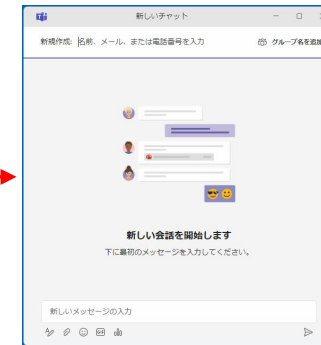 新しいチャット
新規作成: 名前、メール、または電話番号を入力
グループ名を追加
新しい会話を開始します
下に最初のメッセージを入力してください。
新しいメッセージの入力